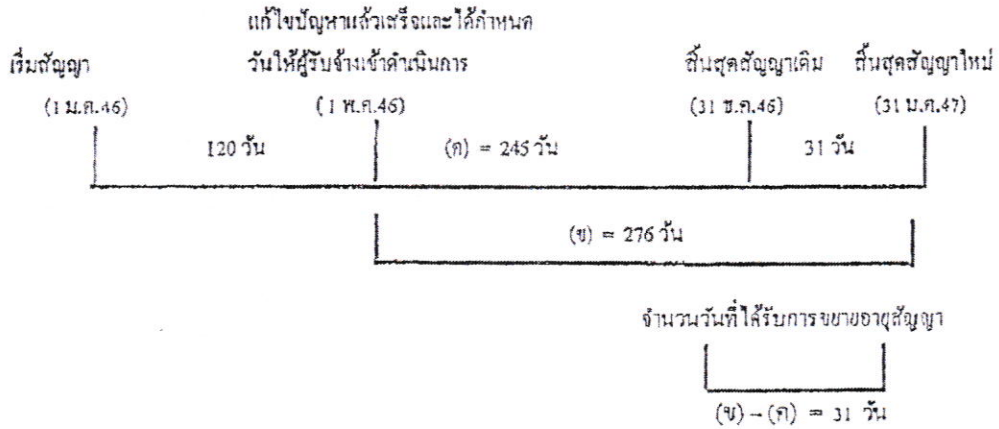 แก้ไขปัญหาแล้วเสร็จและได้กำหนด
เริ่มสัญญา วันให้ผู้รับจ้างเข้าดำเนินการ สิ้นสุดสัญญาเดิม สิ้นสุดสัญญาใหม่
(1 ม.ค.46) (1 พ.ค.46) (31 ธ.ค.46) (31 ม.ค.47)
120 วัน (ค) = 245 วัน 31 วัน
(ข) = 276 วัน
จำนวนวันที่ได้รับการขยายอายุสัญญา
(ข) – (ค) = 31 วัน